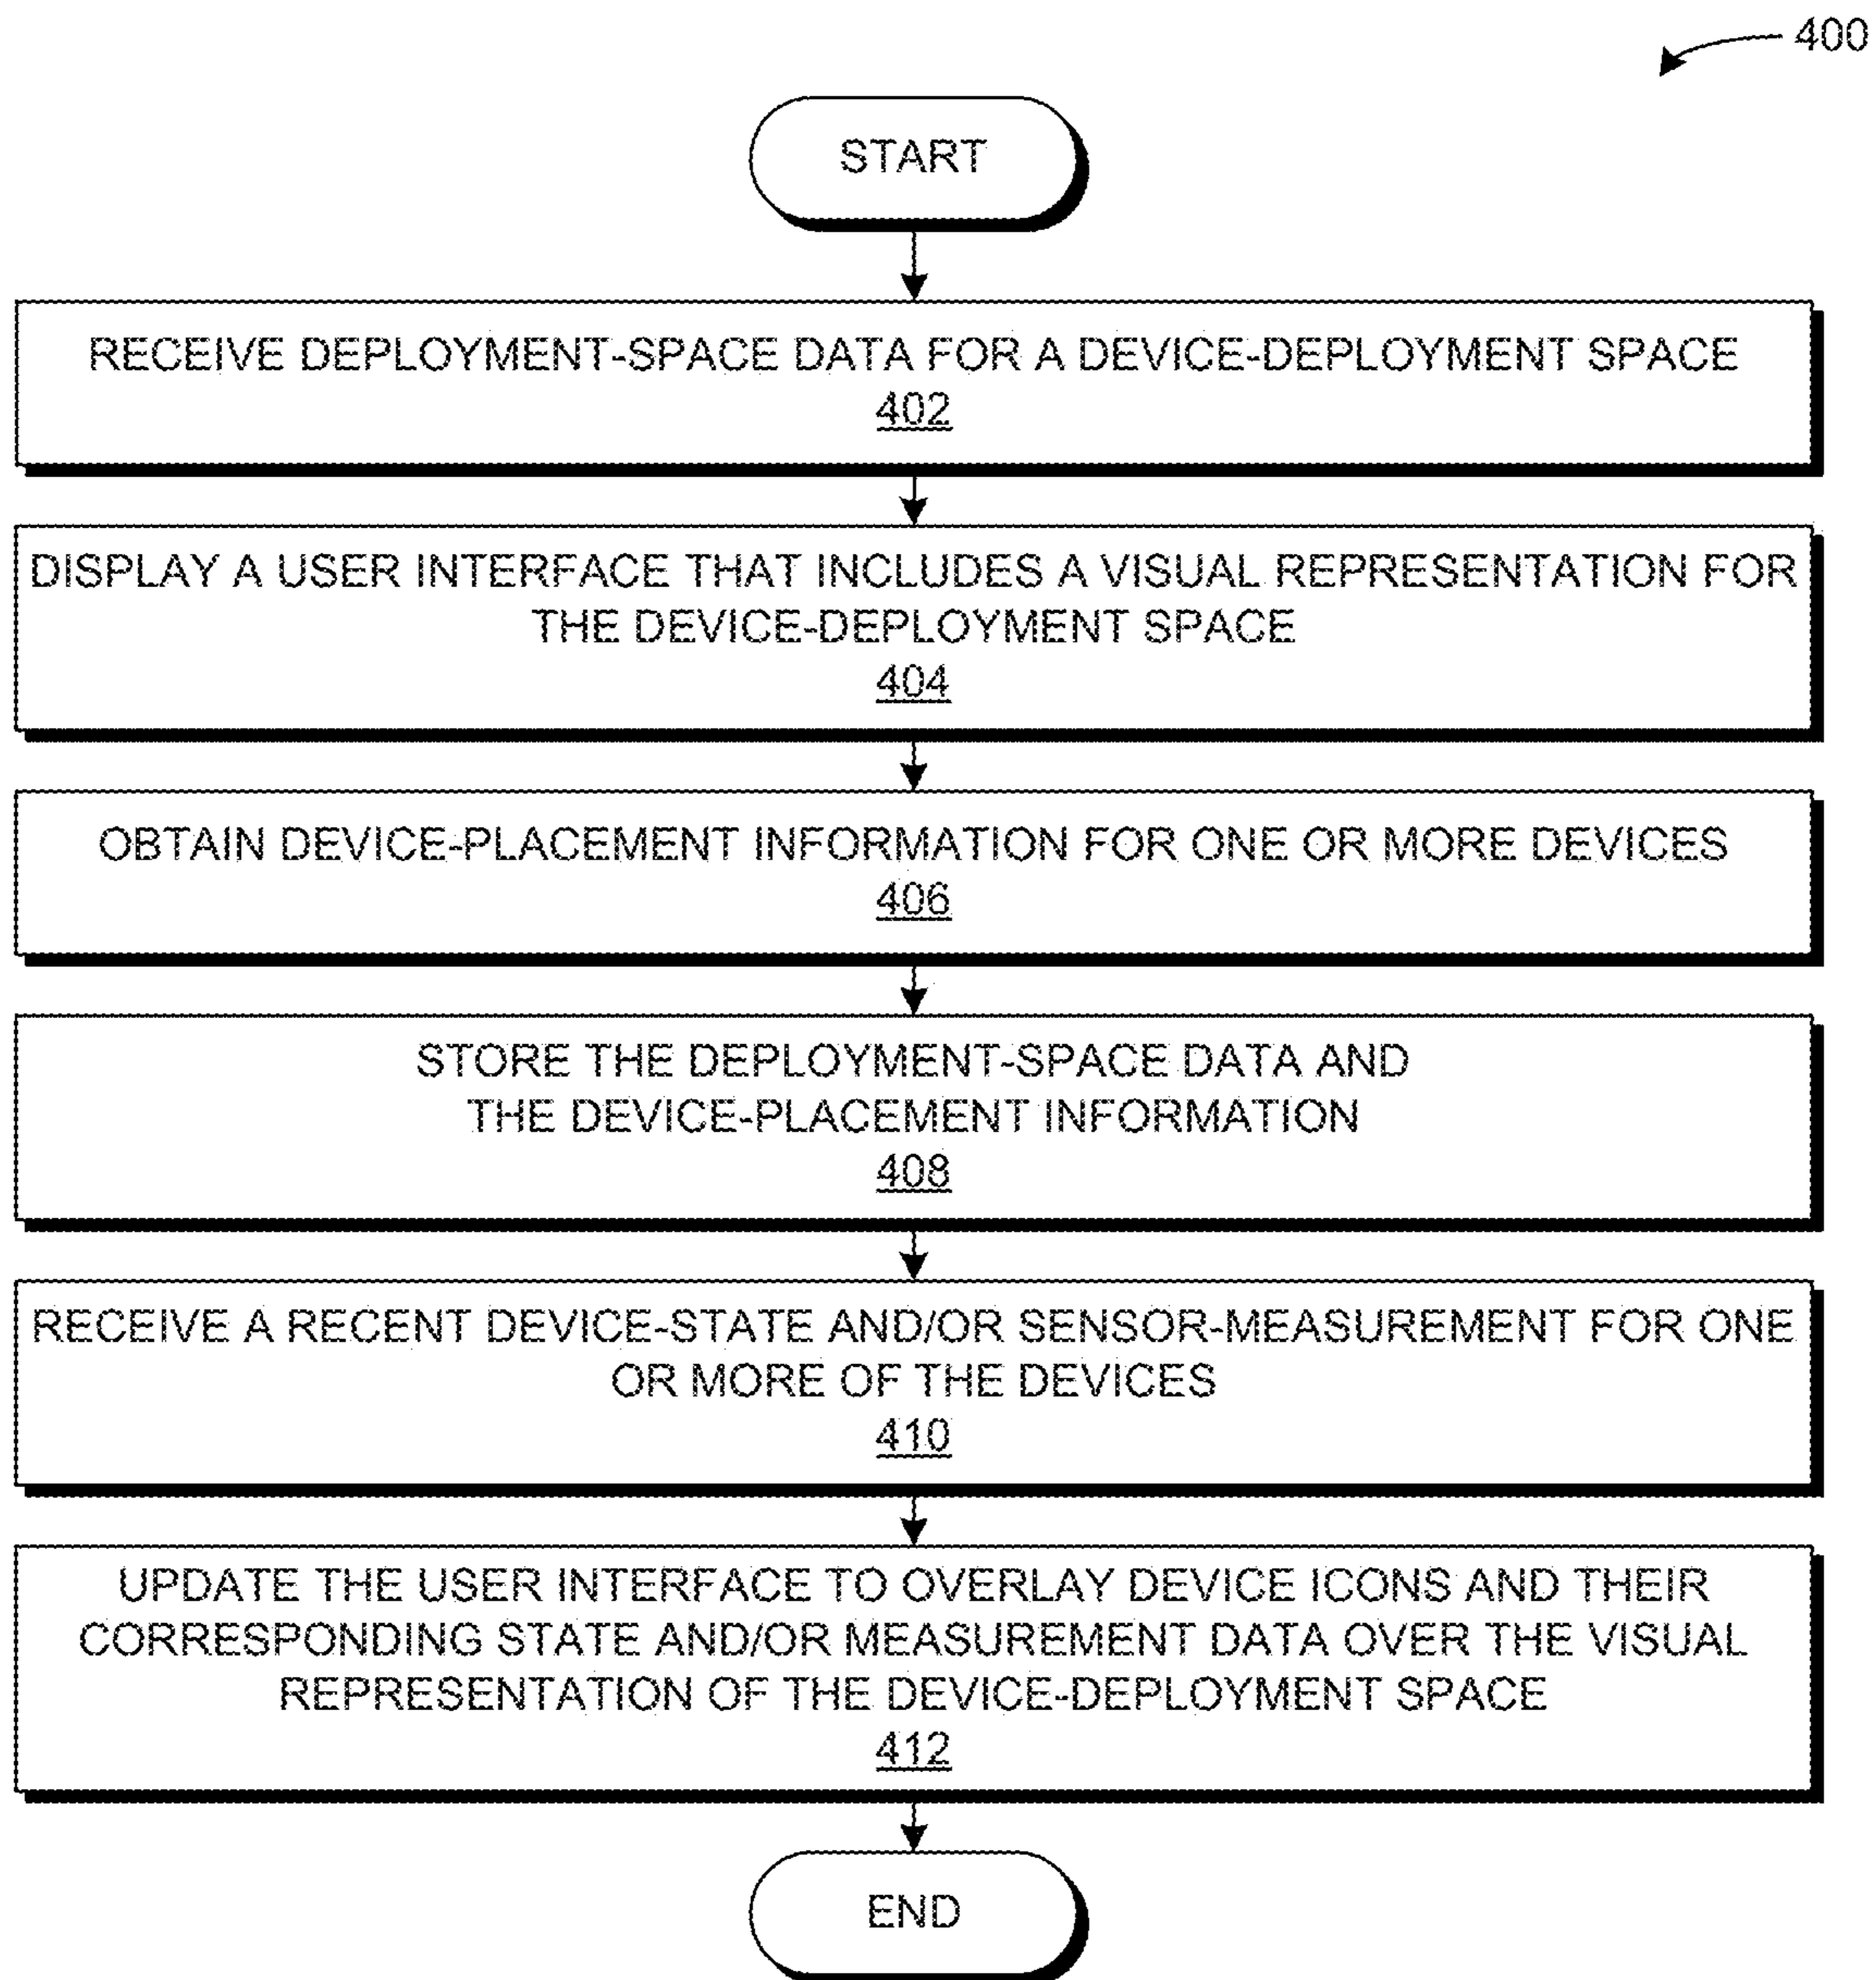 400
START
RECEIVE DEPLOYMENT-SPACE DATA FOR A DEVICE-DEPLOYMENT SPACE
402
DISPLAY A USER INTERFACE THAT INCLUDES A VISUAL REPRESENTATION FOR
THE DEVICE-DEPLOYMENT SPACE
404
OBTAIN DEVICE-PLACEMENT INFORMATION FOR ONE OR MORE DEVICES
406
STORE THE DEPLOYMENT-SPACE DATA AND
THE DEVICE-PLACEMENT INFORMATION
408
RECEIVE A RECENT DEVICE-STATE AND/OR SENSOR-MEASUREMENT FOR ONE
OR MORE OF THE DEVICES
410
UPDATE THE USER INTERFACE TO OVERLAY DEVICE ICONS AND THEIR
CORRESPONDING STATE AND/OR MEASUREMENT DATA OVER THE VISUAL
REPRESENTATION OF THE DEVICE-DEPLOYMENT SPACE
412
END